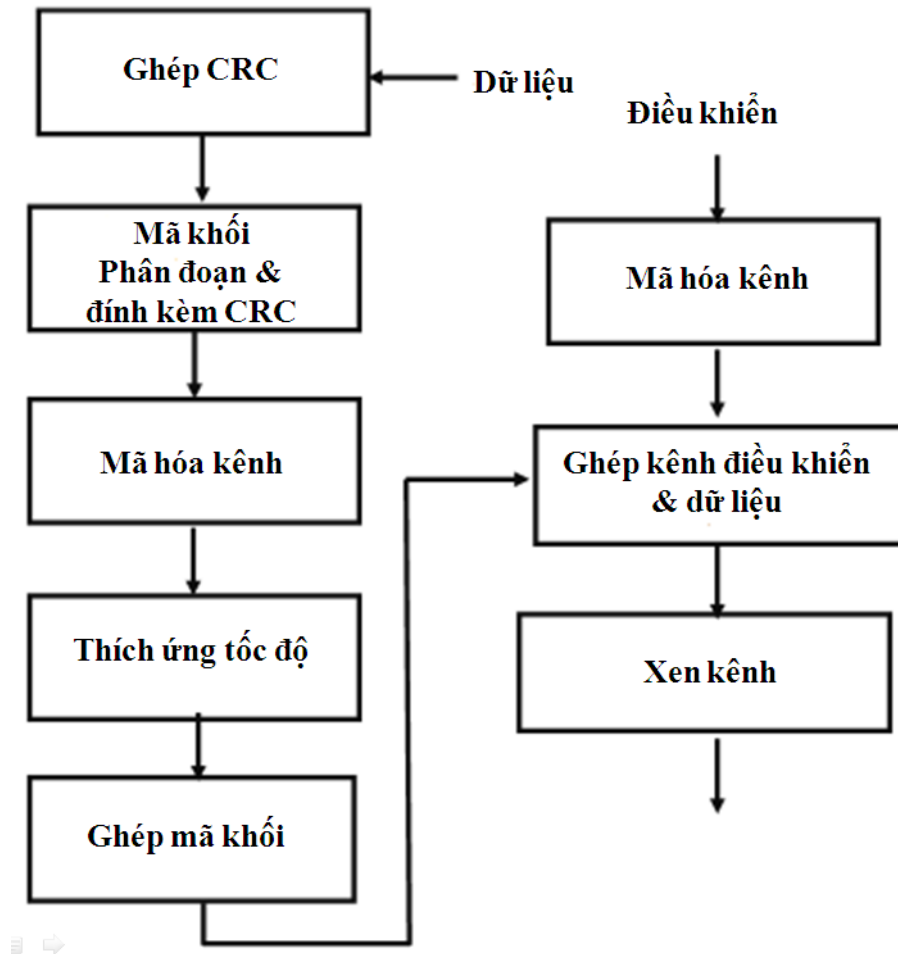 Ghép CRC
Dữ liệu
Điều khiển
Mã khối
Phân đoạn &
đính kèm CRC
Mã hóa kênh
Mã hóa kênh
Ghép kênh điều khiển
& dữ liệu
Thích ứng tốc độ
Xen kênh
Ghép mã khối